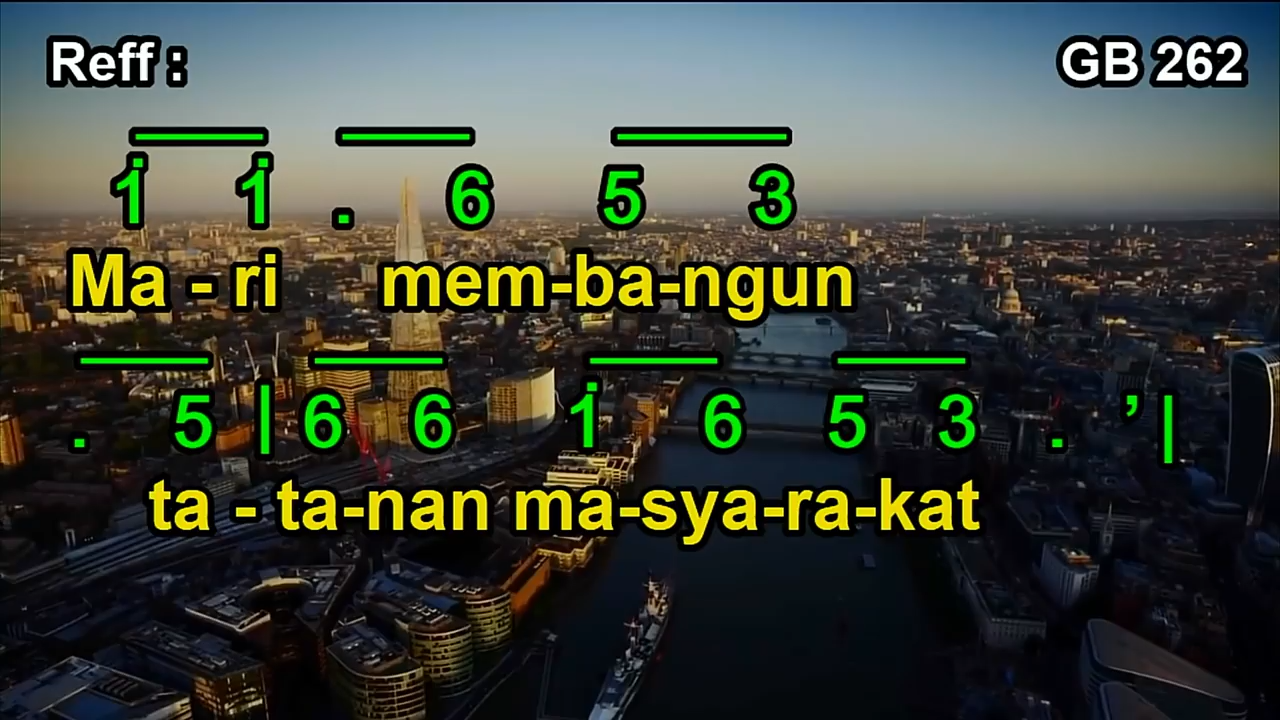 Reff : GB 262
1̇ 1̇ . 6 5 3
Ma - ri mem-ba-ngun
. 5 | 6 6 1̇ 6 5 3 . ’ |
ta - ta-nan ma-sya-ra-kat